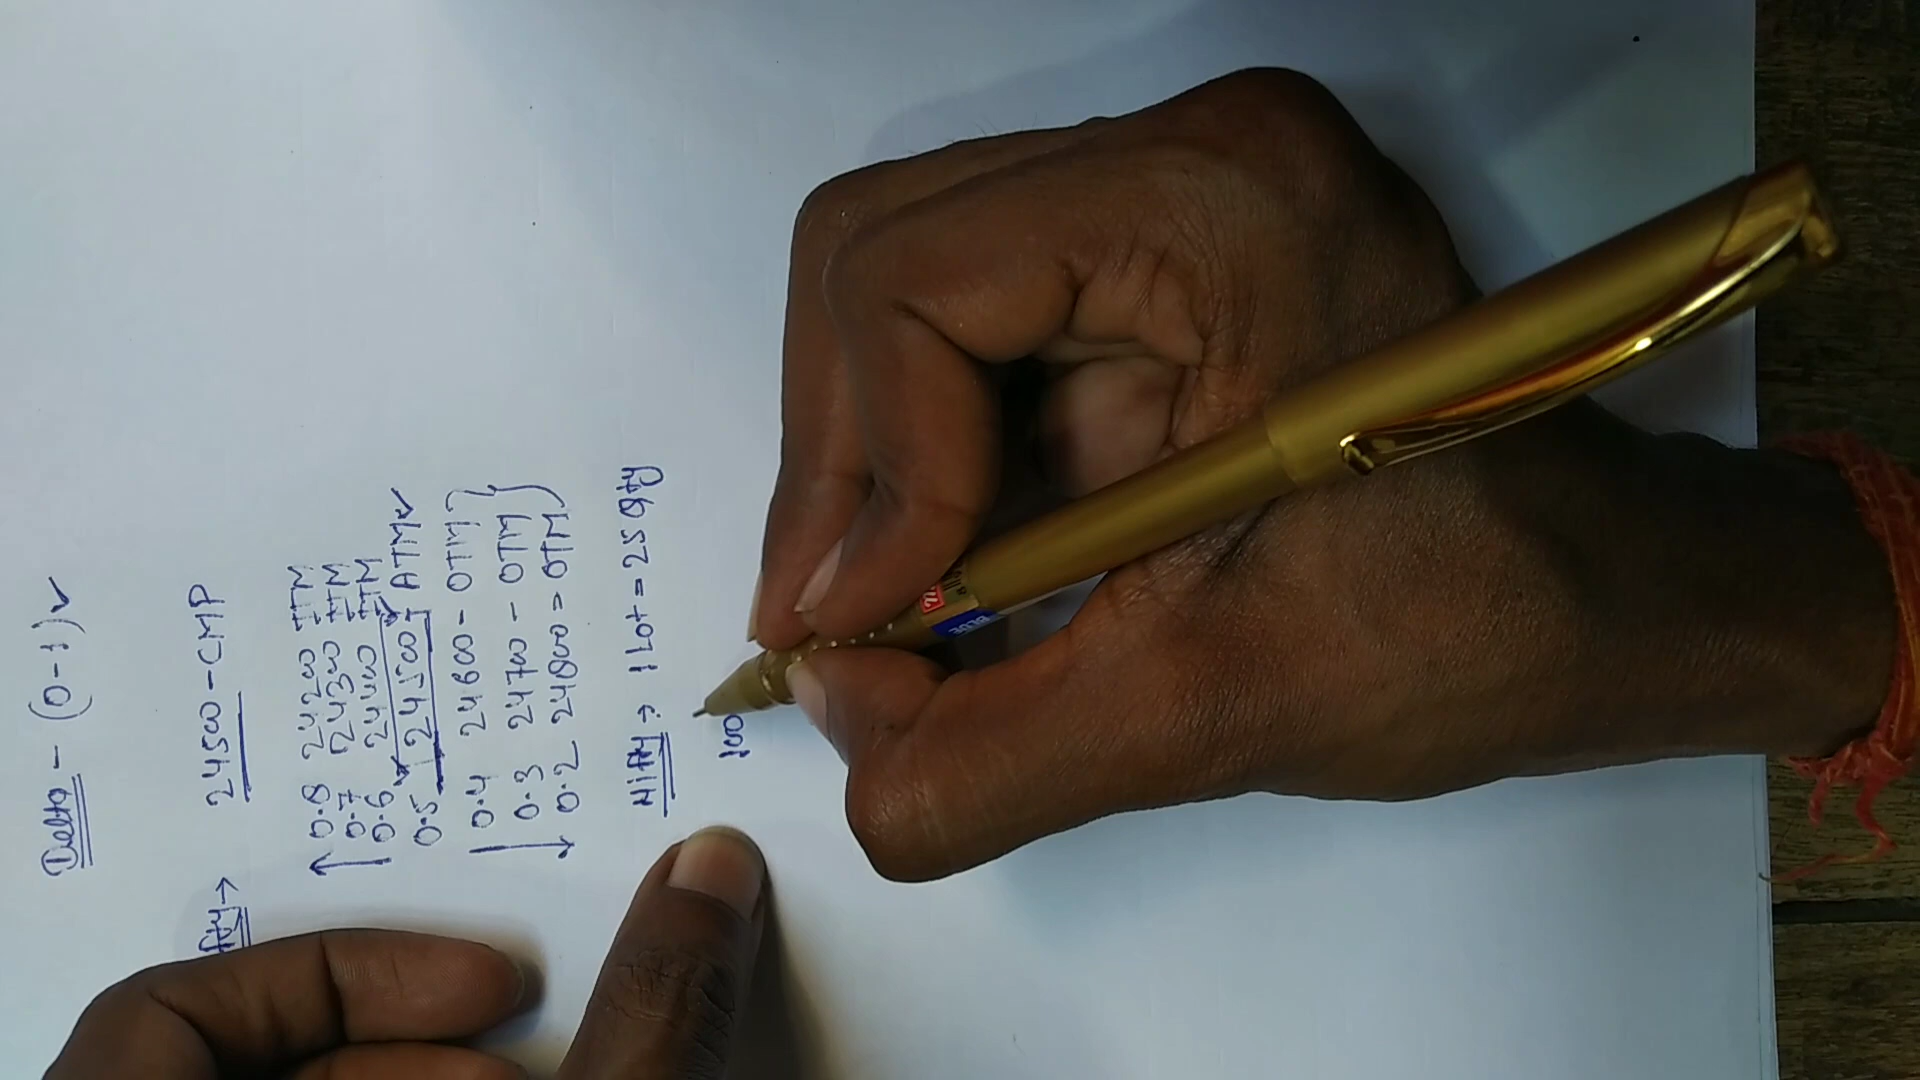 Delta - (0-1) ✓
fty → 24500 - CMP
↑ 0.8 24200 ITM
0.7 24300 ITM
0.6 24400 ITM
0.5 24500 ATM ✓
0.4 24600 - OTM
0.3 24700 - OTM
↓ 0.2 24800 = OTM
Nifty → 1 Lot = 25 qty
100
BLUE